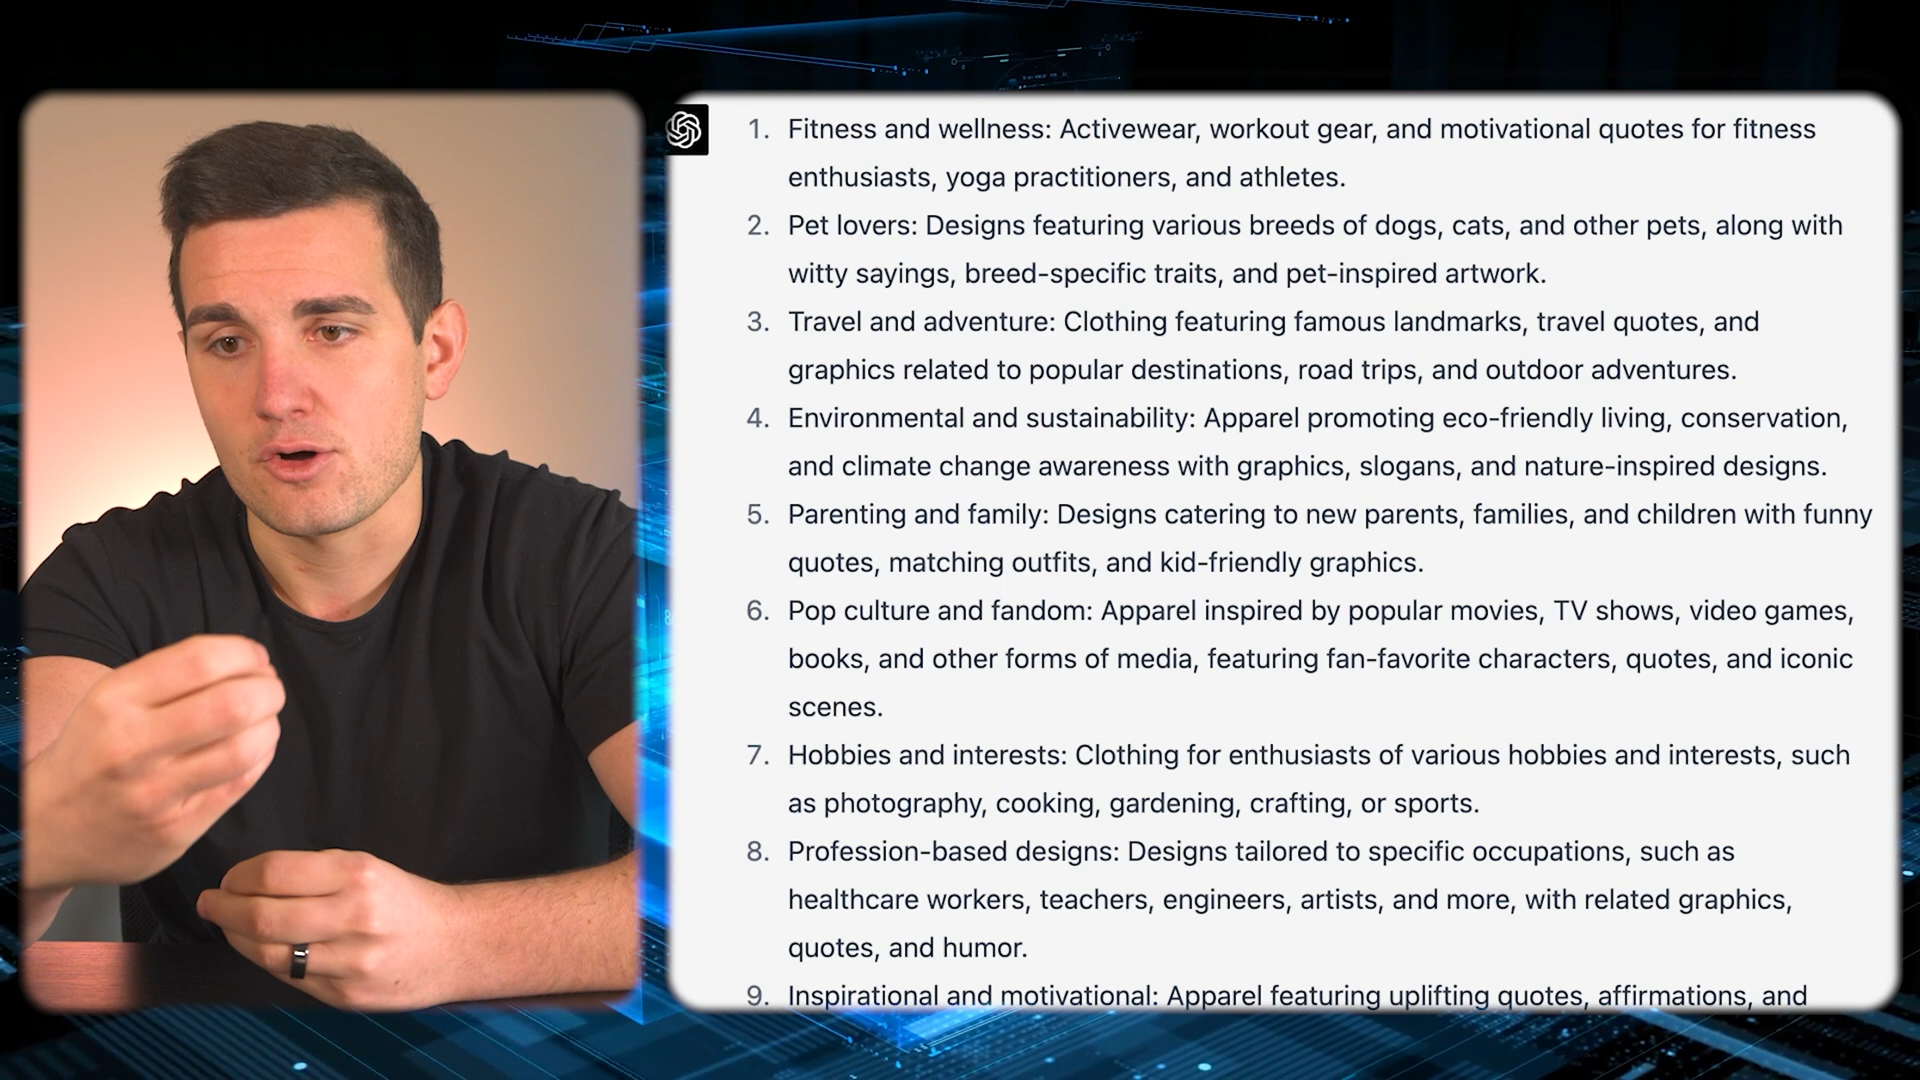 1. Fitness and wellness: Activewear, workout gear, and motivational quotes for fitness
enthusiasts, yoga practitioners, and athletes.
2. Pet lovers: Designs featuring various breeds of dogs, cats, and other pets, along with
witty sayings, breed-specific traits, and pet-inspired artwork.
3. Travel and adventure: Clothing featuring famous landmarks, travel quotes, and
graphics related to popular destinations, road trips, and outdoor adventures.
4. Environmental and sustainability: Apparel promoting eco-friendly living, conservation,
and climate change awareness with graphics, slogans, and nature-inspired designs.
5. Parenting and family: Designs catering to new parents, families, and children with funny
quotes, matching outfits, and kid-friendly graphics.
6. Pop culture and fandom: Apparel inspired by popular movies, TV shows, video games,
books, and other forms of media, featuring fan-favorite characters, quotes, and iconic
scenes.
7. Hobbies and interests: Clothing for enthusiasts of various hobbies and interests, such
as photography, cooking, gardening, crafting, or sports.
8. Profession-based designs: Designs tailored to specific occupations, such as
healthcare workers, teachers, engineers, artists, and more, with related graphics,
quotes, and humor.
9. Inspirational and motivational: Apparel featuring uplifting quotes, affirmations, and